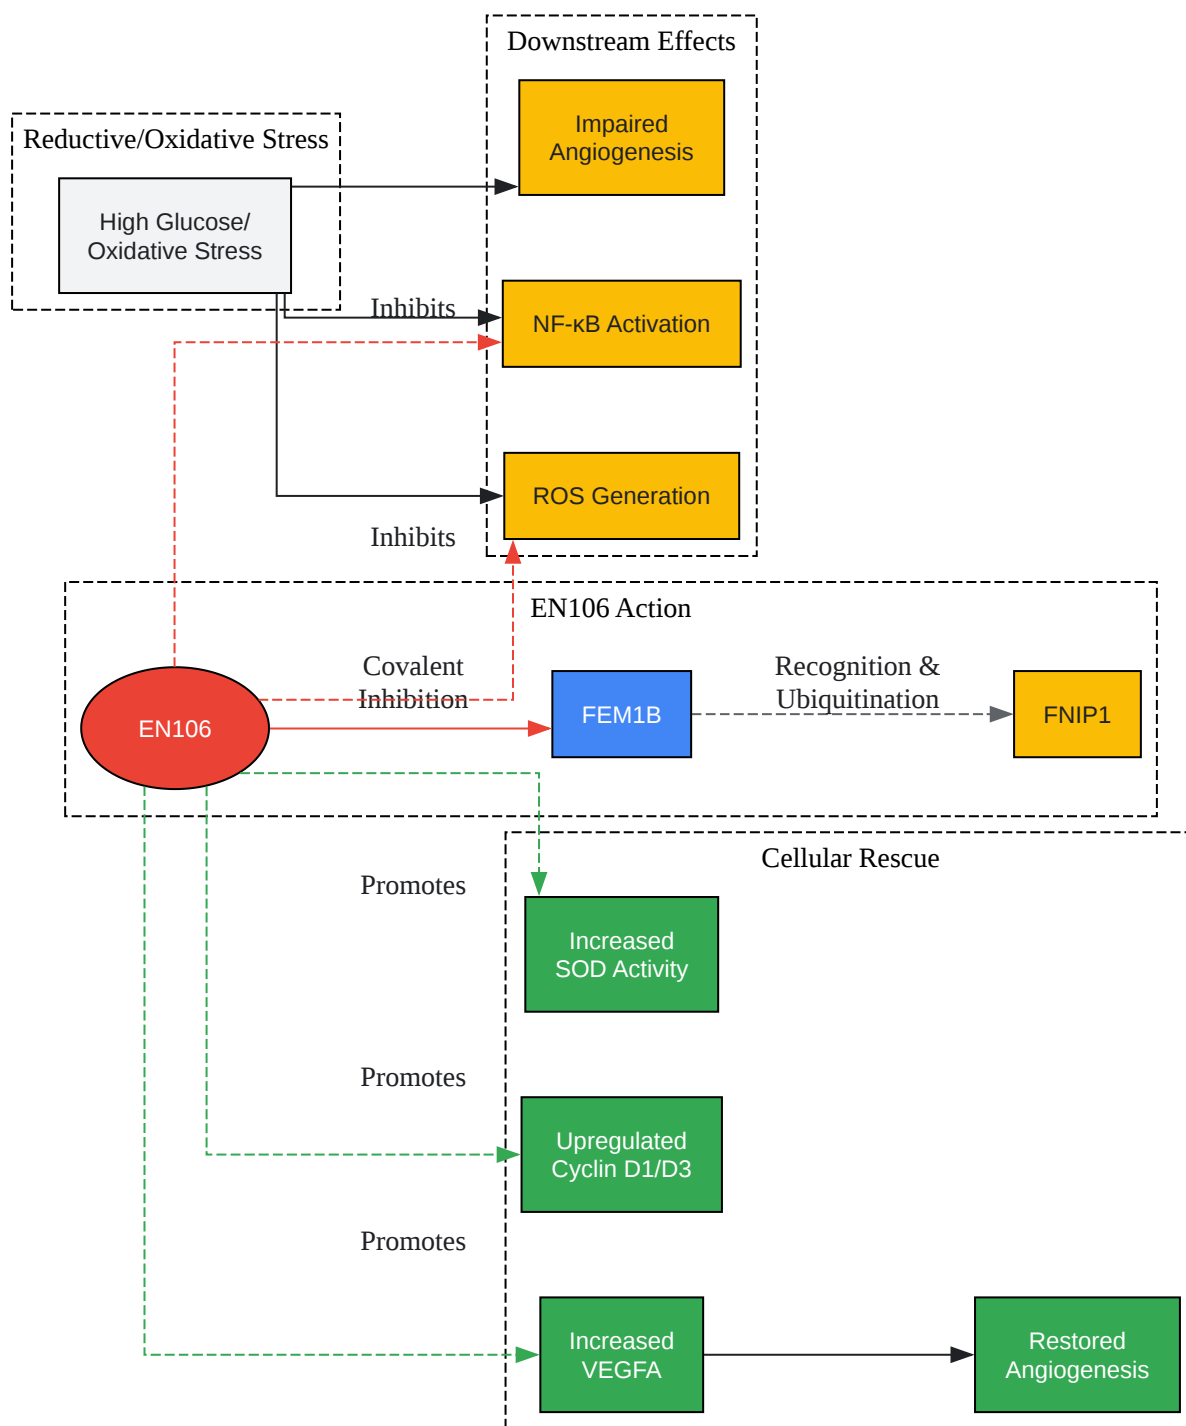 Downstream Effects
Impaired
Angiogenesis
Reductive/Oxidative Stress
High Glucose/
Oxidative Stress
Inhibits
NF-κB Activation
ROS Generation
Inhibits
EN106 Action
Covalent
Inhibition
Recognition &
Ubiquitination
EN106
FEM1B
FNIP1
Cellular Rescue
Promotes
Increased
SOD Activity
Promotes
Upregulated
Cyclin D1/D3
Promotes
Increased
VEGFA
Restored
Angiogenesis